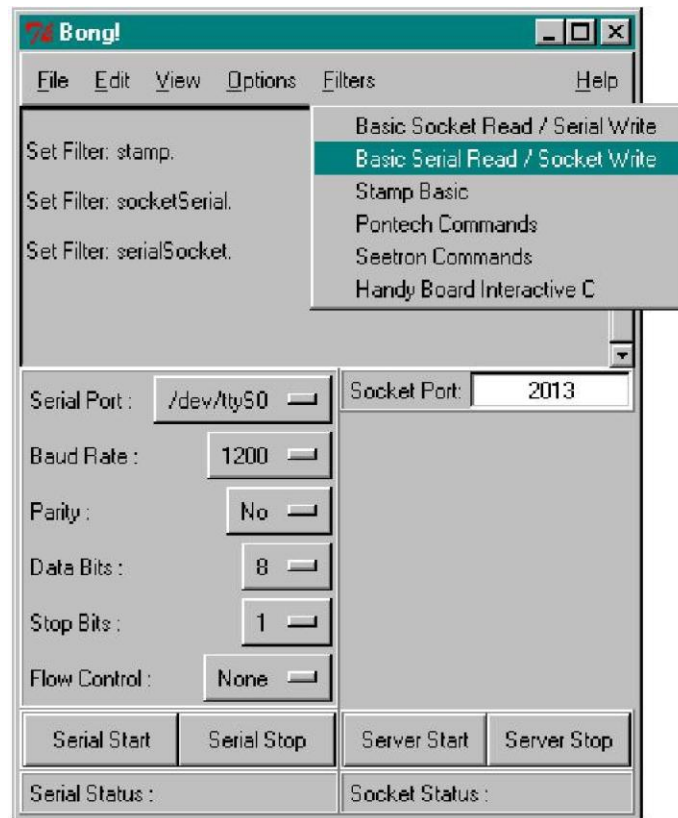 7% Bong!
File Edit View Options Filters Help
Basic Socket Read / Serial Write
Basic Serial Read / Socket Write
Stamp Basic
Pontech Commands
Seetron Commands
Handy Board Interactive C
Set Filter: stamp.
Set Filter: socketSerial.
Set Filter: serialSocket.
Serial Port : /dev/ttyS0
Baud Rate : 1200
Parity : No
Data Bits : 8
Stop Bits : 1
Flow Control : None
Socket Port: 2013
Serial Start Serial Stop Server Start Server Stop
Serial Status : Socket Status :